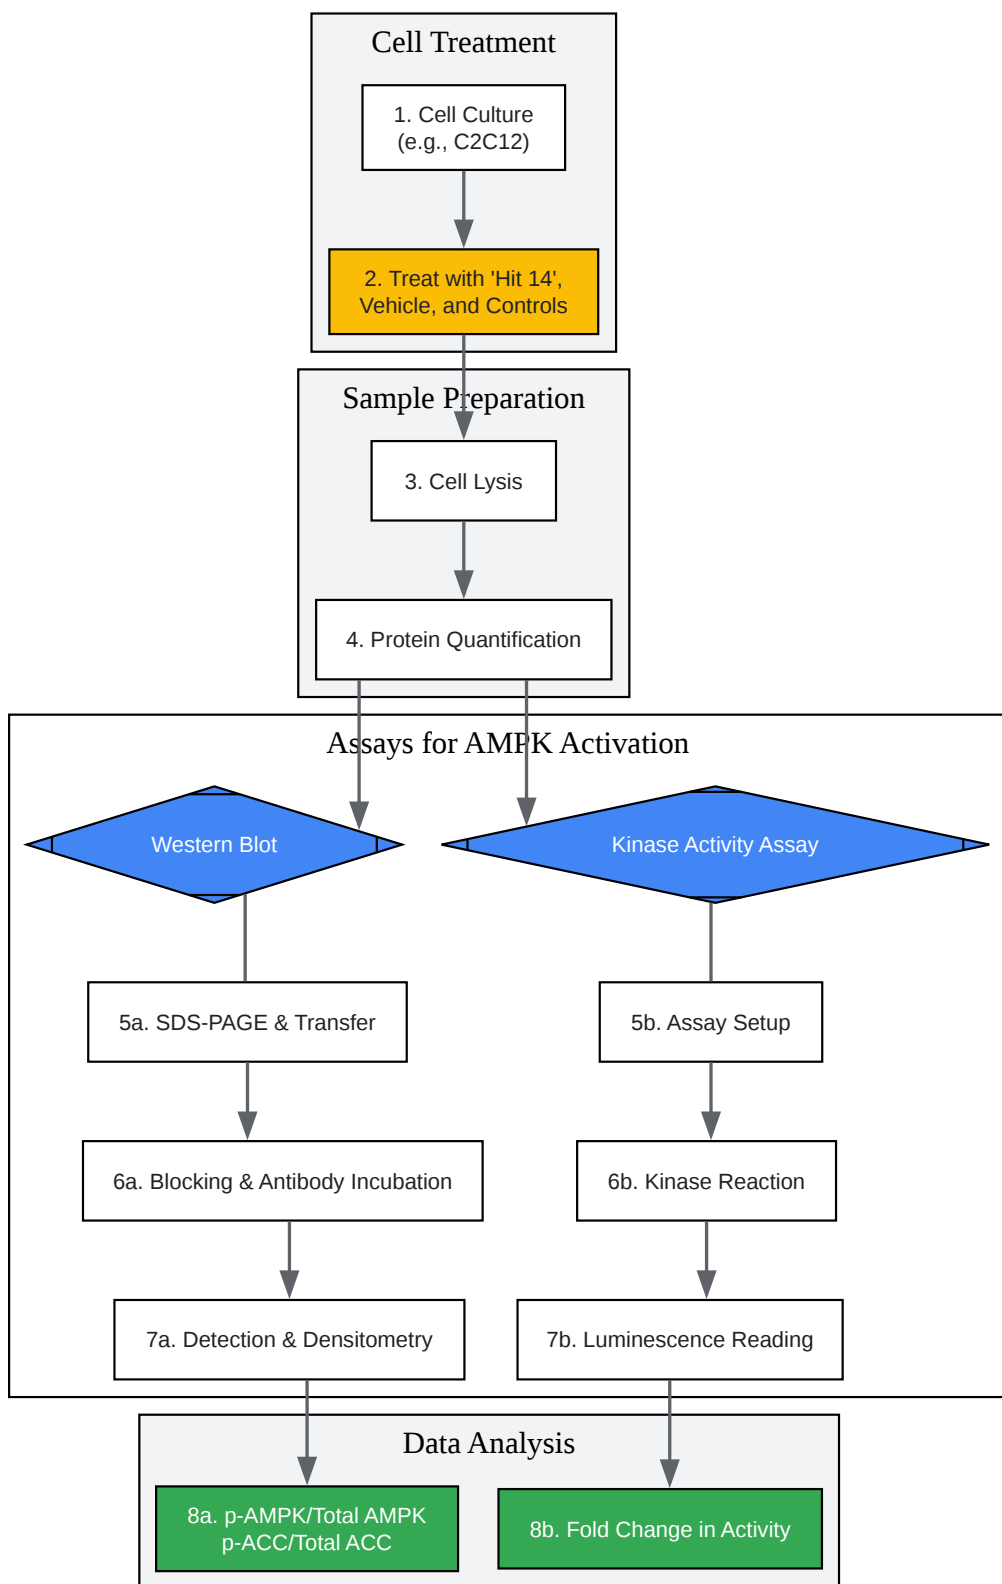 Cell Treatment
1. Cell Culture
(e.g., C2C12)
2. Treat with 'Hit 14',
Vehicle, and Controls
Sample Preparation
3. Cell Lysis
4. Protein Quantification
Assays for AMPK Activation
Western Blot
Kinase Activity Assay
5a. SDS-PAGE & Transfer
5b. Assay Setup
6a. Blocking & Antibody Incubation
6b. Kinase Reaction
7a. Detection & Densitometry
7b. Luminescence Reading
Data Analysis
8a. p-AMPK/Total AMPK
p-ACC/Total ACC
8b. Fold Change in Activity